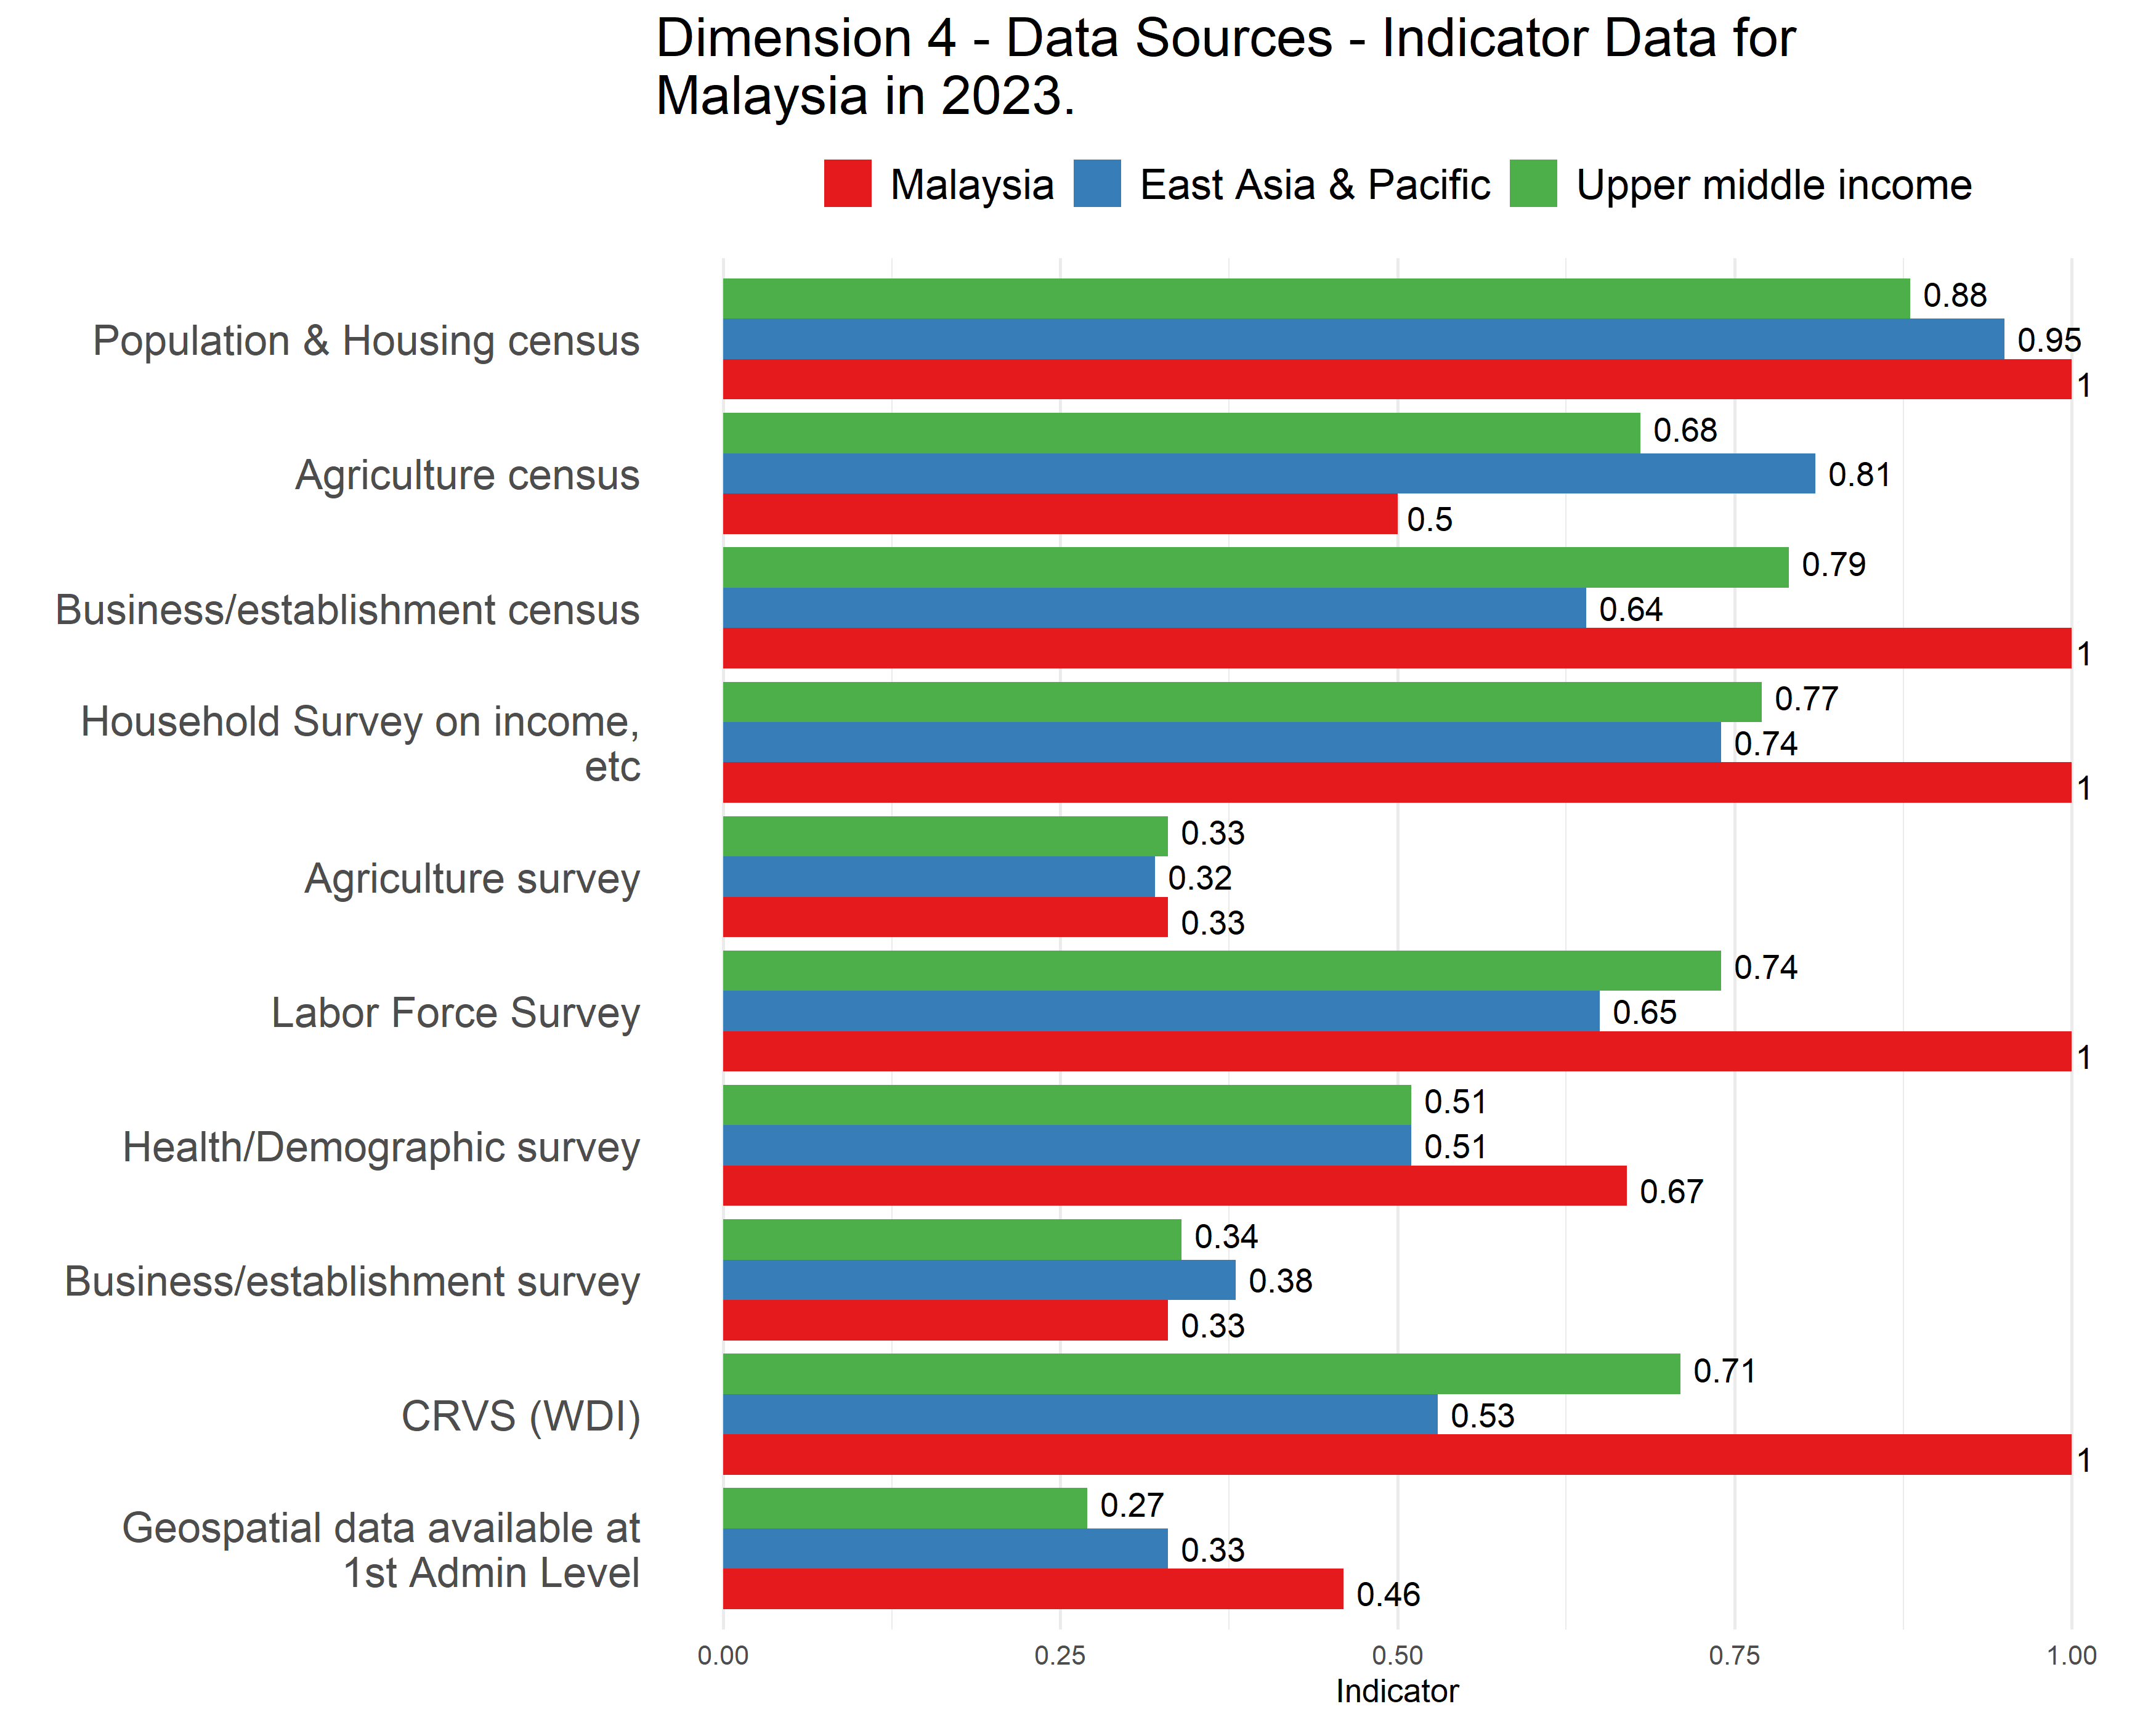 Dimension 4 - Data Sources - Indicator Data for
Malaysia in 2023.
Malaysia East Asia & Pacific Upper middle income
Population & Housing census
0.88
0.95
1
Agriculture census
0.68
0.81
0.5
Business/establishment census
0.79
0.64
1
Household Survey on income,
etc
0.77
0.74
1
Agriculture survey
0.33
0.32
0.33
Labor Force Survey
0.74
0.65
1
Health/Demographic survey
0.51
0.51
0.67
Business/establishment survey
0.34
0.38
0.33
CRVS (WDI)
0.71
0.53
1
Geospatial data available at
1st Admin Level
0.27
0.33
0.46
0.00 0.25 0.50 0.75 1.00
Indicator